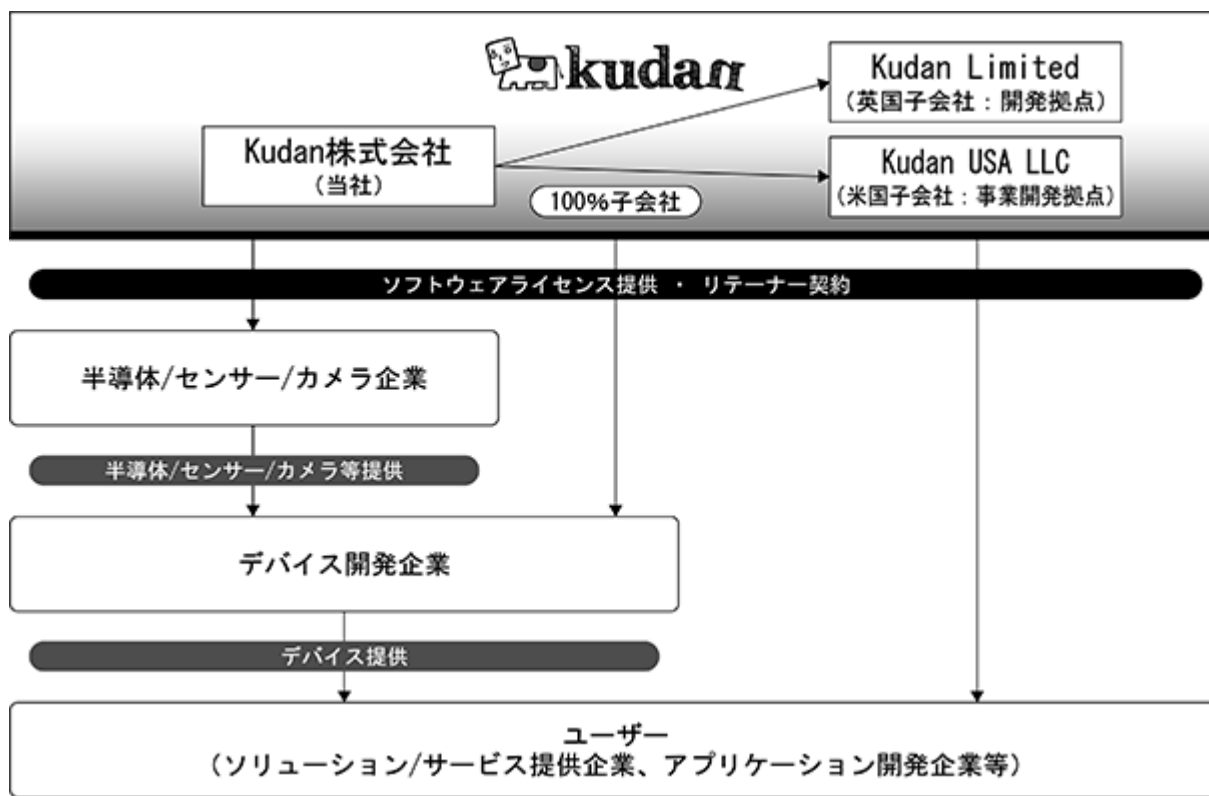 kudan
Kudan Limited
(英国子会社:開発拠点)
Kudan株式会社
(当社)
Kudan USA LLC
(米国子会社:事業開発拠点)
100%子会社
ソフトウェアライセンス提供 ・ リテーナー契約
半導体/センサー/カメラ企業
半導体/センサー/カメラ等提供
デバイス開発企業
デバイス提供
ユーザー
(ソリューション/サービス提供企業、アプリケーション開発企業等)